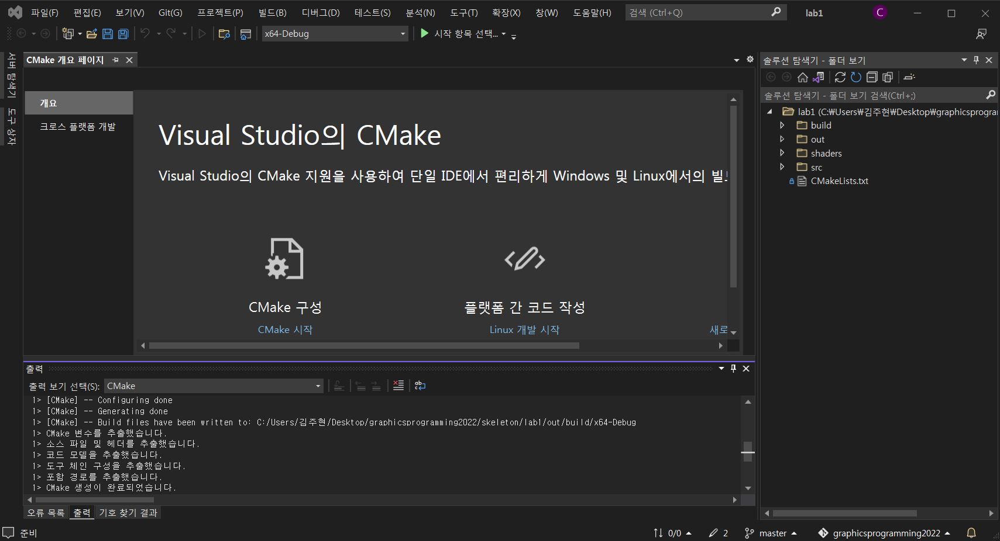 파일(F) 편집(E) 보기(V) Git(G) 프로젝트(P) 빌드(B) 디버그(D) 테스트(S) 분석(N) 도구(T) 확장(X) 창(W) 도움말(H) 검색 (Ctrl+Q) lab1 C
x64-Debug 시작 항목 선택...
서버 탐색기
도구 상자
CMake 개요 페이지
개요
크로스 플랫폼 개발
Visual Studio의 CMake
Visual Studio의 CMake 지원을 사용하여 단일 IDE에서 편리하게 Windows 및 Linux에서의
CMake 구성
CMake 시작
플랫폼 간 코드 작성
Linux 개발 시작
새로
출력
출력 보기 선택(S): CMake
1> [CMake] -- Configuring done
1> [CMake] -- Generating done
1> [CMake] -- Build files have been written to: C:/Users/김주현/Desktop/graphicsprogramming2022/skeleton/lab1/out/build/x64-Debug
1> CMake 변수를 추출했습니다.
1> 소스 파일 및 헤더를 추출했습니다.
1> 코드 모델을 추출했습니다.
1> 도구 체인 구성을 추출했습니다.
1> 포함 경로를 추출했습니다.
1> CMake 생성이 완료되었습니다.
오류 목록 출력 기호 찾기 결과
솔루션 탐색기 - 폴더 보기
솔루션 탐색기 - 폴더 보기 검색(Ctrl+;)
lab1 (C:₩Users₩김주현₩Desktop₩graphicsprogra
build
out
shaders
src
CMakeLists.txt
준비 0/0 2 master graphicsprogramming2022